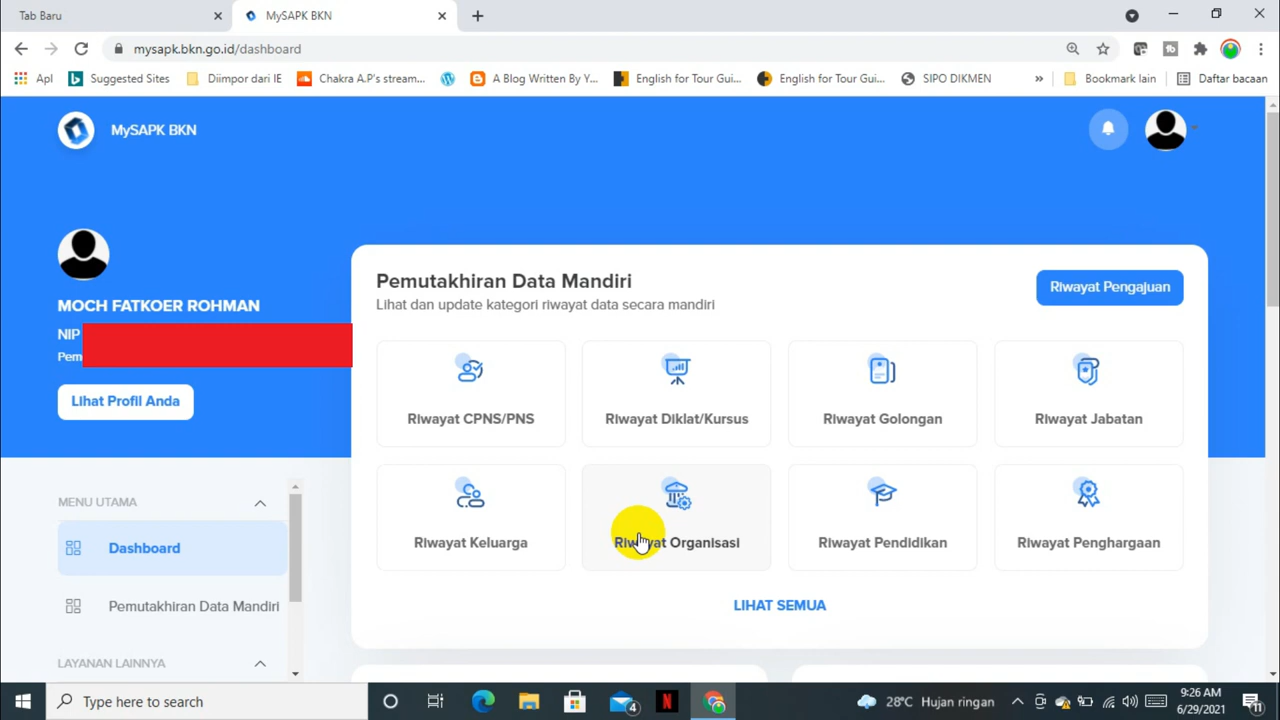 Tab Baru
MySAPK BKN
mysapk.bkn.go.id/dashboard
Apl
Suggested Sites
Diimpor dari IE
Chakra A.P's stream...
A Blog Written By Y...
English for Tour Gui...
English for Tour Gui...
SIPO DIKMEN
»
Bookmark lain
Daftar bacaan
MySAPK BKN
MOCH FATKOER ROHMAN
NIP
Pem
Lihat Profil Anda
MENU UTAMA
Dashboard
Pemutakhiran Data Mandiri
LAYANAN LAINNYA
Pemutakhiran Data Mandiri
Lihat dan update kategori riwayat data secara mandiri
Riwayat Pengajuan
Riwayat CPNS/PNS
Riwayat Diklat/Kursus
Riwayat Golongan
Riwayat Jabatan
Riwayat Keluarga
Riwayat Organisasi
Riwayat Pendidikan
Riwayat Penghargaan
LIHAT SEMUA
Type here to search
4
N
28°C Hujan ringan
9:26 AM
6/29/2021
11